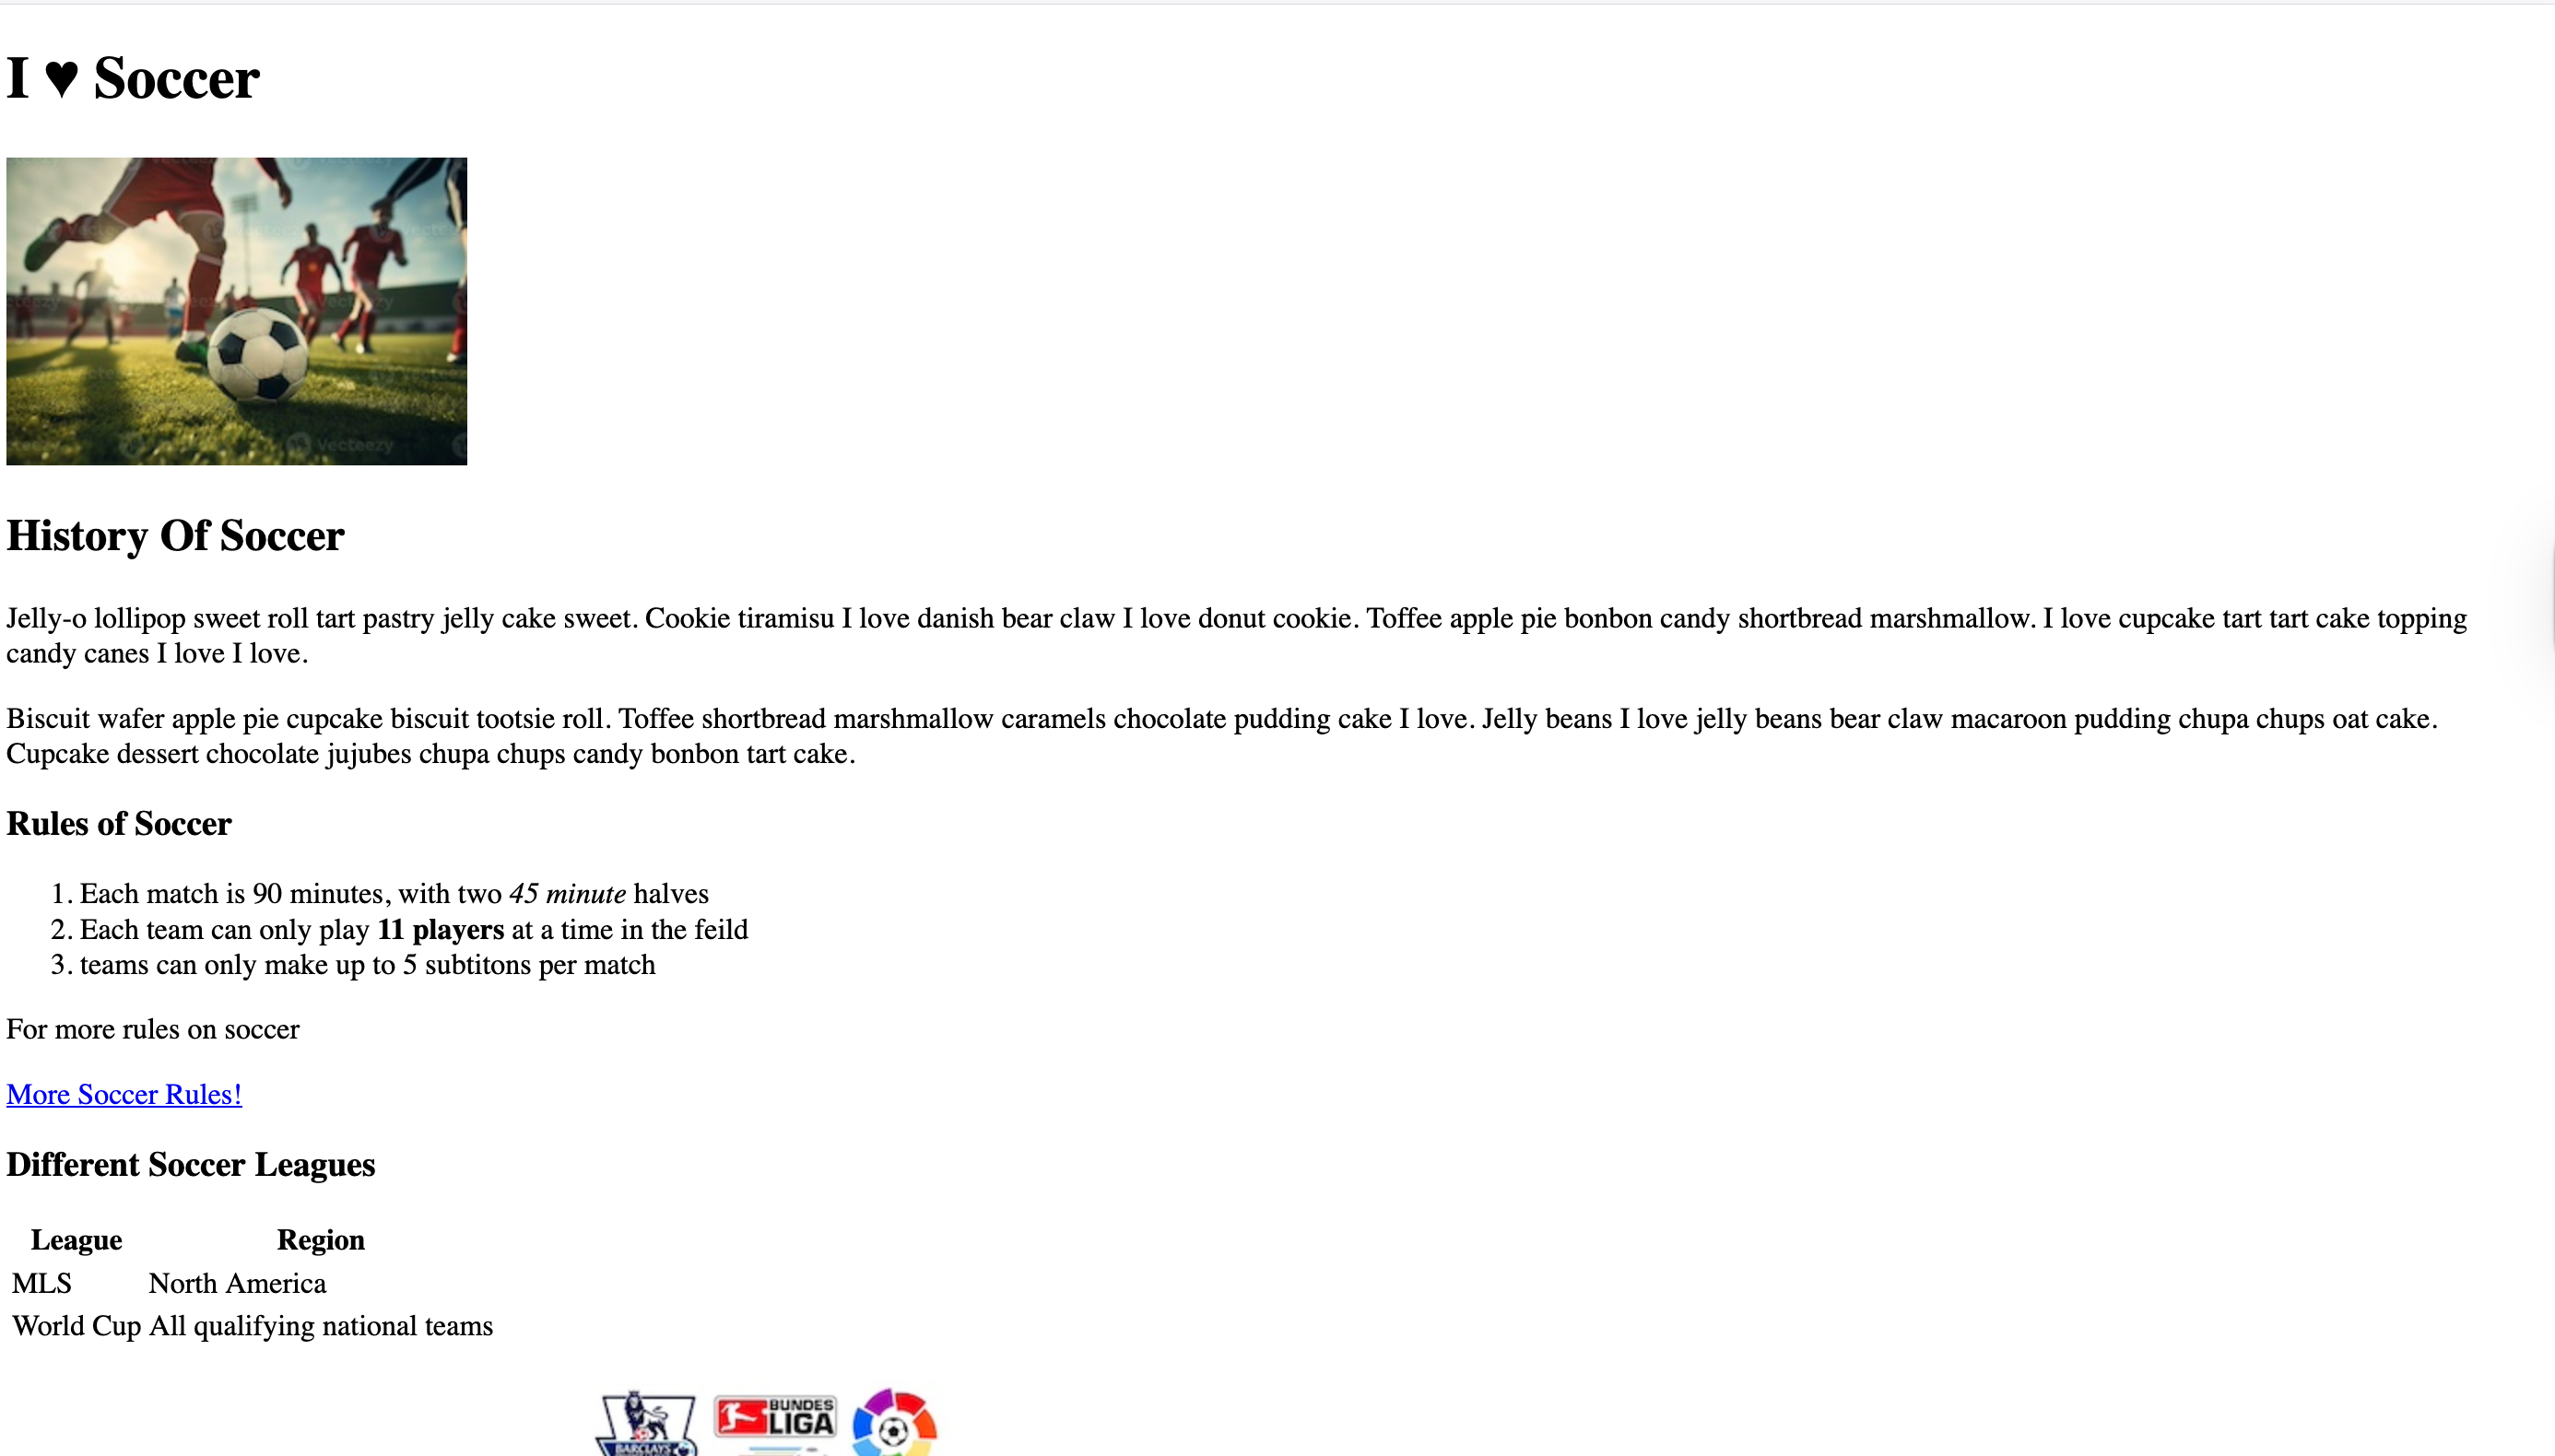 I ♥ Soccer
Vecteezy
Vecteezy
History Of Soccer
Jelly-o lollipop sweet roll tart pastry jelly cake sweet. Cookie tiramisu I love danish bear claw I love donut cookie. Toffee apple pie bonbon candy shortbread marshmallow. I love cupcake tart tart cake topping
candy canes I love I love.
Biscuit wafer apple pie cupcake biscuit tootsie roll. Toffee shortbread marshmallow caramels chocolate pudding cake I love. Jelly beans I love jelly beans bear claw macaroon pudding chupa chups oat cake.
Cupcake dessert chocolate jujubes chupa chups candy bonbon tart cake.
Rules of Soccer
1. Each match is 90 minutes, with two 45 minute halves
2. Each team can only play 11 players at a time in the feild
3. teams can only make up to 5 subtitons per match
For more rules on soccer
More Soccer Rules!
Different Soccer Leagues
League Region
MLS North America
World Cup All qualifying national teams
BUNDES
LIGA
BARCLAYS